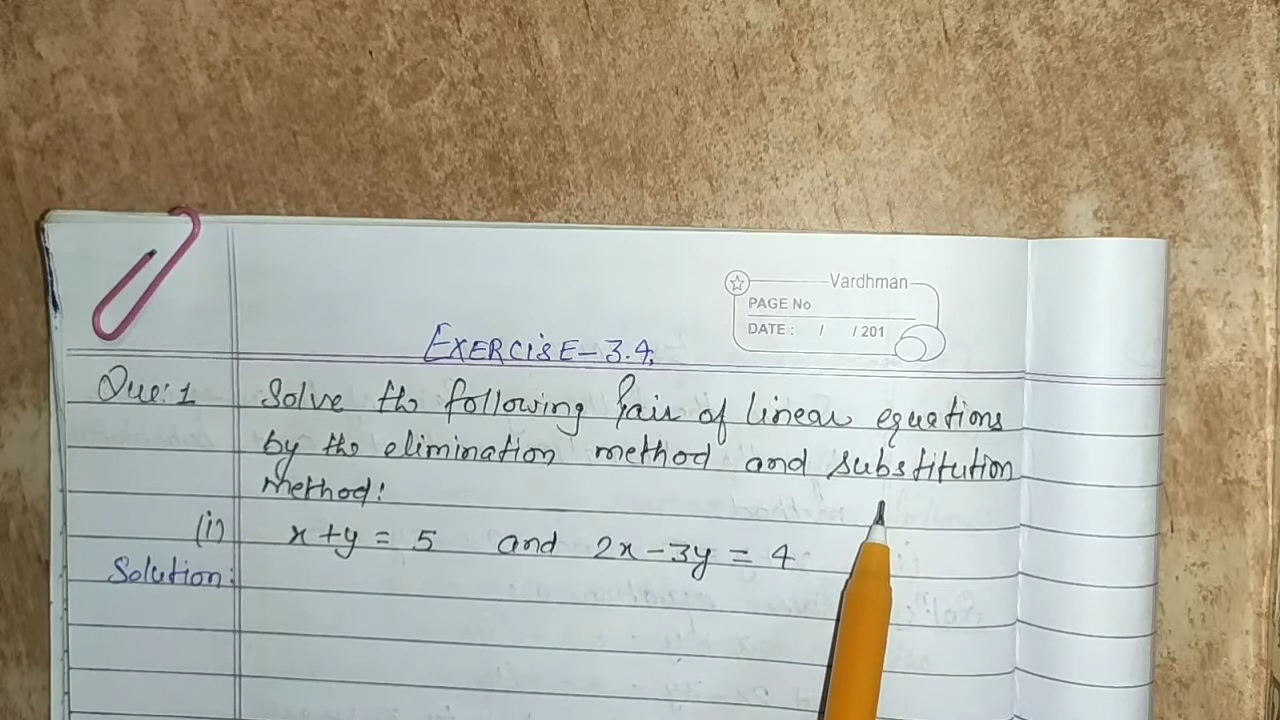 Vardhman
PAGE No
DATE : / / 201
EXERCISE-3.4.
Que:1 Solve the following Pair of linear equations
by the elimination method and substitution
method:
(i) x+y = 5 and 2x-3y = 4
Solution: